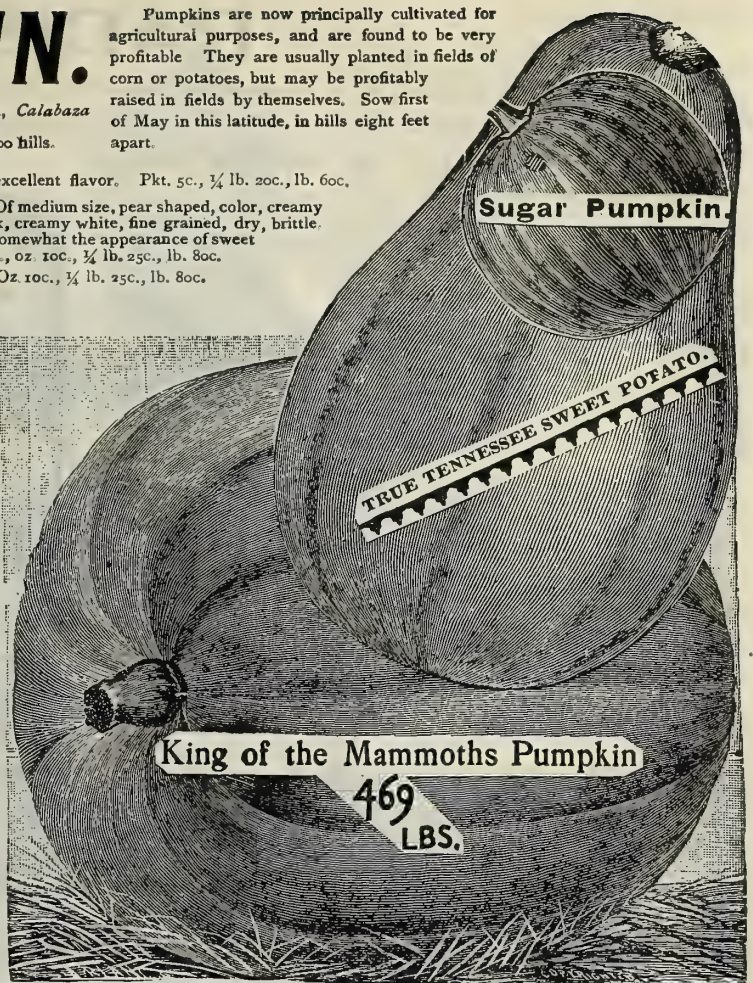 N.
Pumpkins are now principally cultivated for
agricultural purposes, and are found to be very
profitable They are usually planted in fields of
corn or potatoes, but may be profitably
raised in fields by themselves. Sow first
of May in this latitude, in hills eight feet
apart.
, Calabaza
oo hills.
excellent flavor. Pkt. 5c., ¼ lb. 20c., lb. 60c.
Of medium size, pear shaped, color, creamy
, creamy white, fine grained, dry, brittle
omewhat the appearance of sweet
., oz. 10c., ¼ lb. 25c., lb. 80c.
Oz. 10c., ¼ lb. 25c., lb. 80c.
Sugar Pumpkin.
TRUE TENNESSEE SWEET POTATO.
King of the Mammoths Pumpkin
469
LBS.